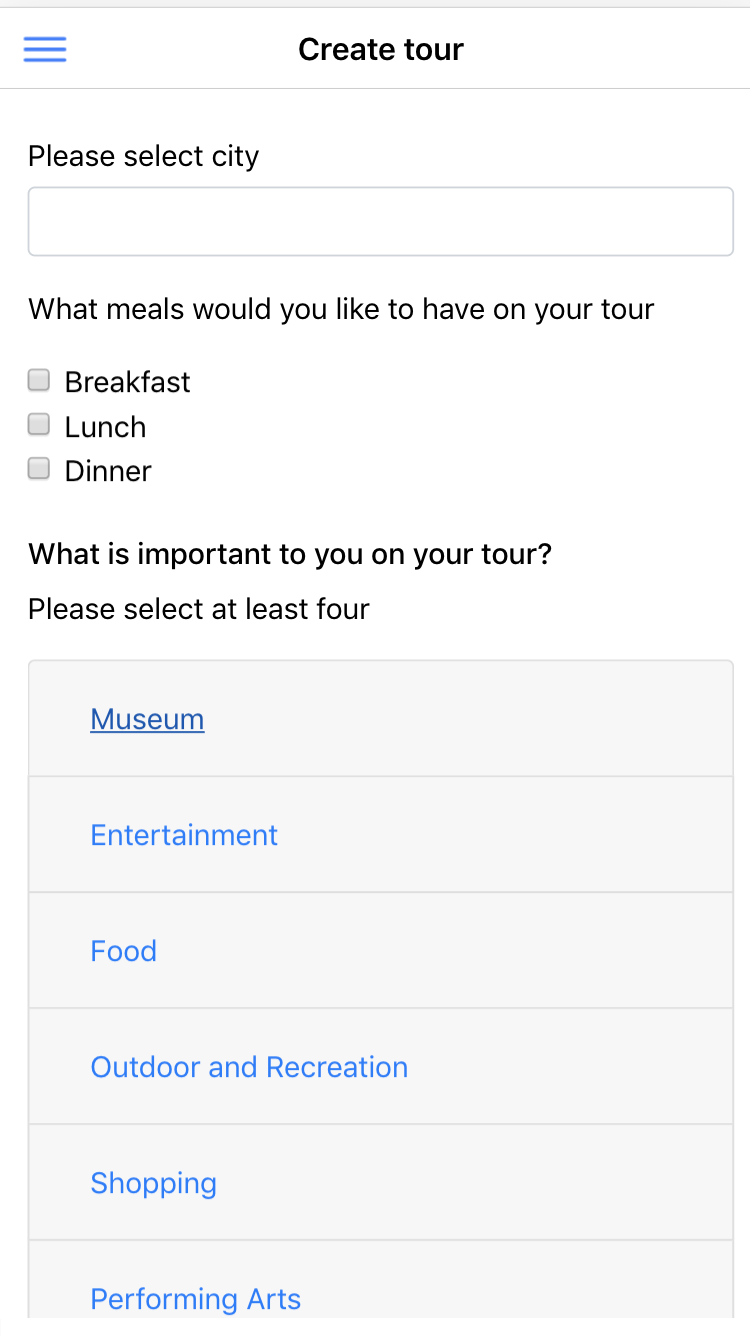 Create tour
Please select city
What meals would you like to have on your tour
Breakfast
Lunch
Dinner
What is important to you on your tour?
Please select at least four
Museum
Entertainment
Food
Outdoor and Recreation
Shopping
Performing Arts